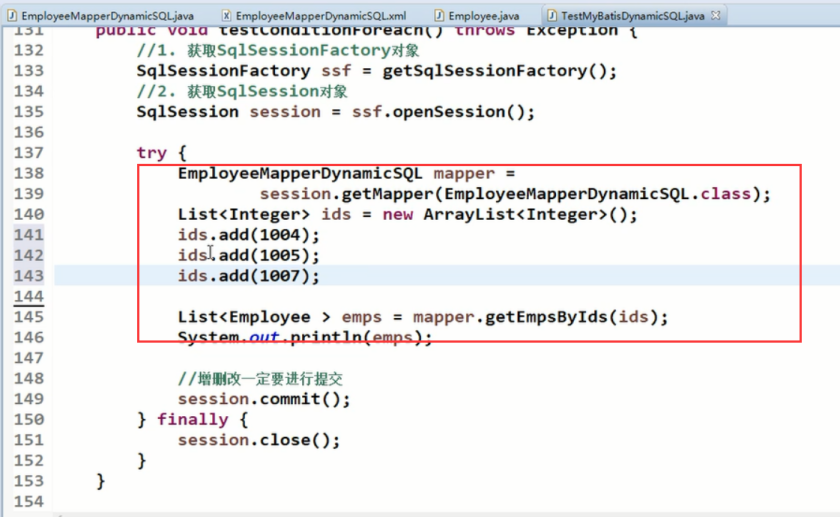 EmployeeMapperDynamicSQL.java EmployeeMapperDynamicSQL.xml Employee.java TestMyBatisDynamicSQL.java
131 public void testConditionForeach() throws Exception {
132 //1. 获取SqlSessionFactory对象
133 SqlSessionFactory ssf = getSqlSessionFactory();
134 //2. 获取SqlSession对象
135 SqlSession session = ssf.openSession();
136
137 try {
138 EmployeeMapperDynamicSQL mapper =
139 session.getMapper(EmployeeMapperDynamicSQL.class);
140 List<Integer> ids = new ArrayList<Integer>();
141 ids.add(1004);
142 ids.add(1005);
143 ids.add(1007);
144
145 List<Employee > emps = mapper.getEmpsByIds(ids);
146 System.out.println(emps);
147
148 //增删改一定要进行提交
149 session.commit();
150 } finally {
151 session.close();
152 }
153 }
154